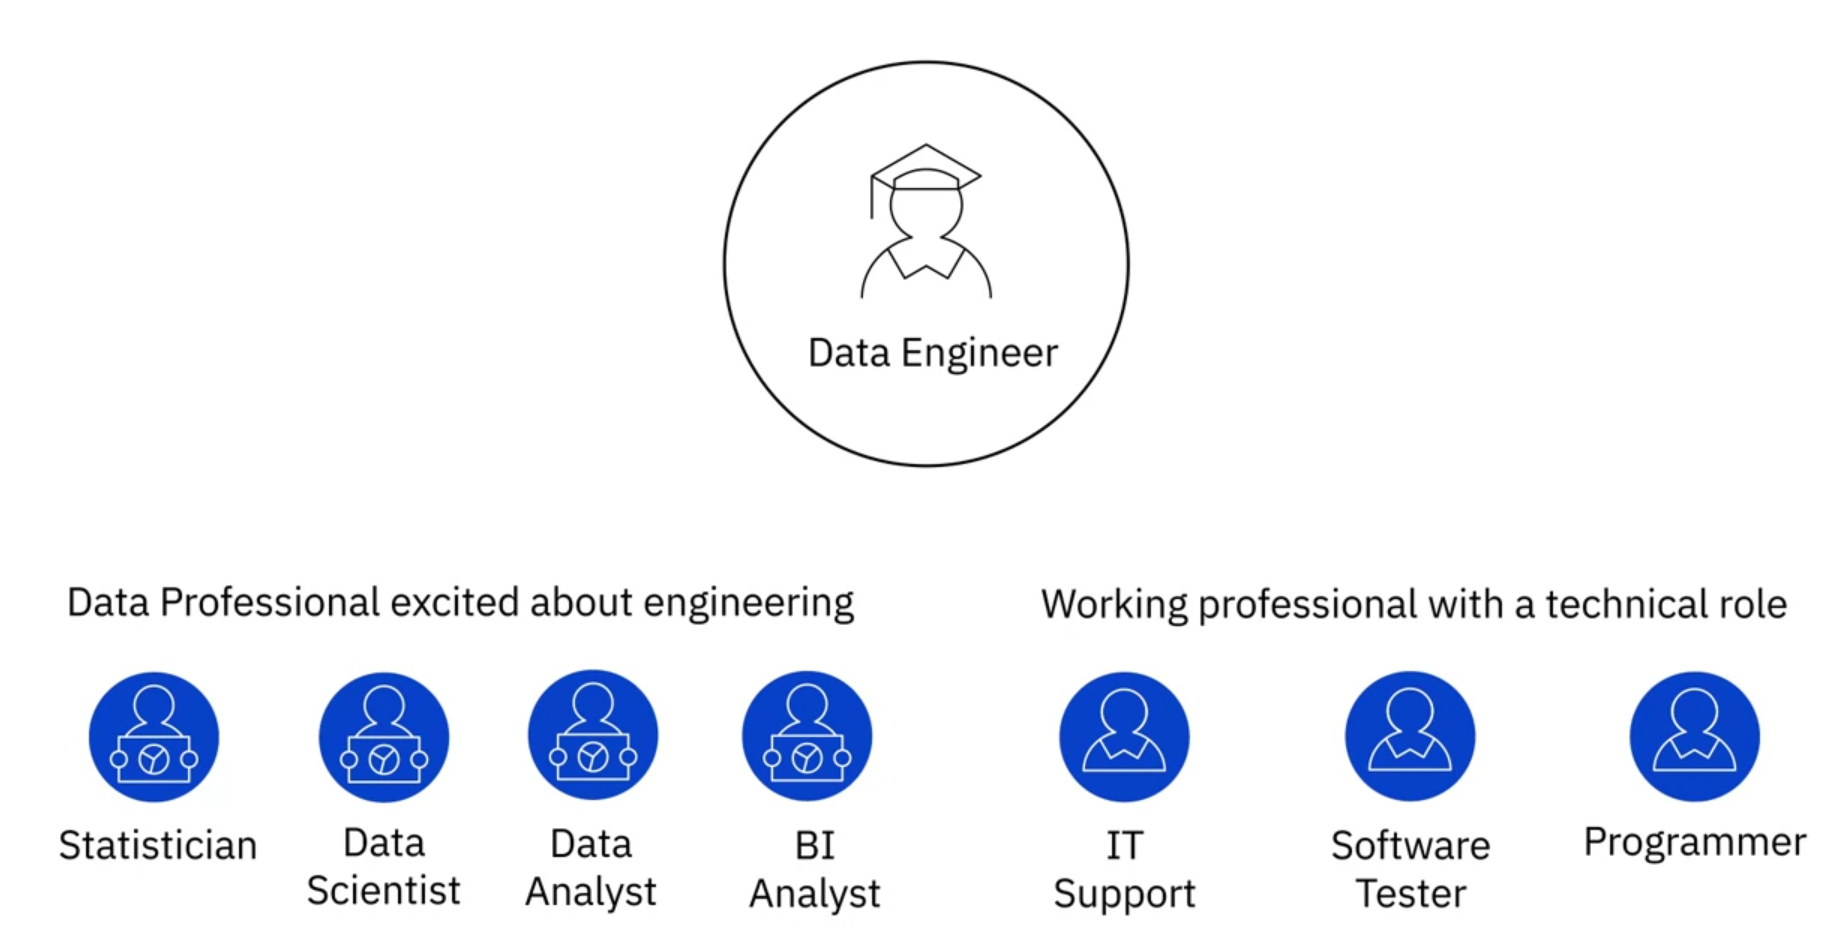 Data Engineer
Data Professional excited about engineering
Working professional with a technical role
Statistician
Data
Scientist
Data
Analyst
BI
Analyst
IT
Support
Software
Tester
Programmer